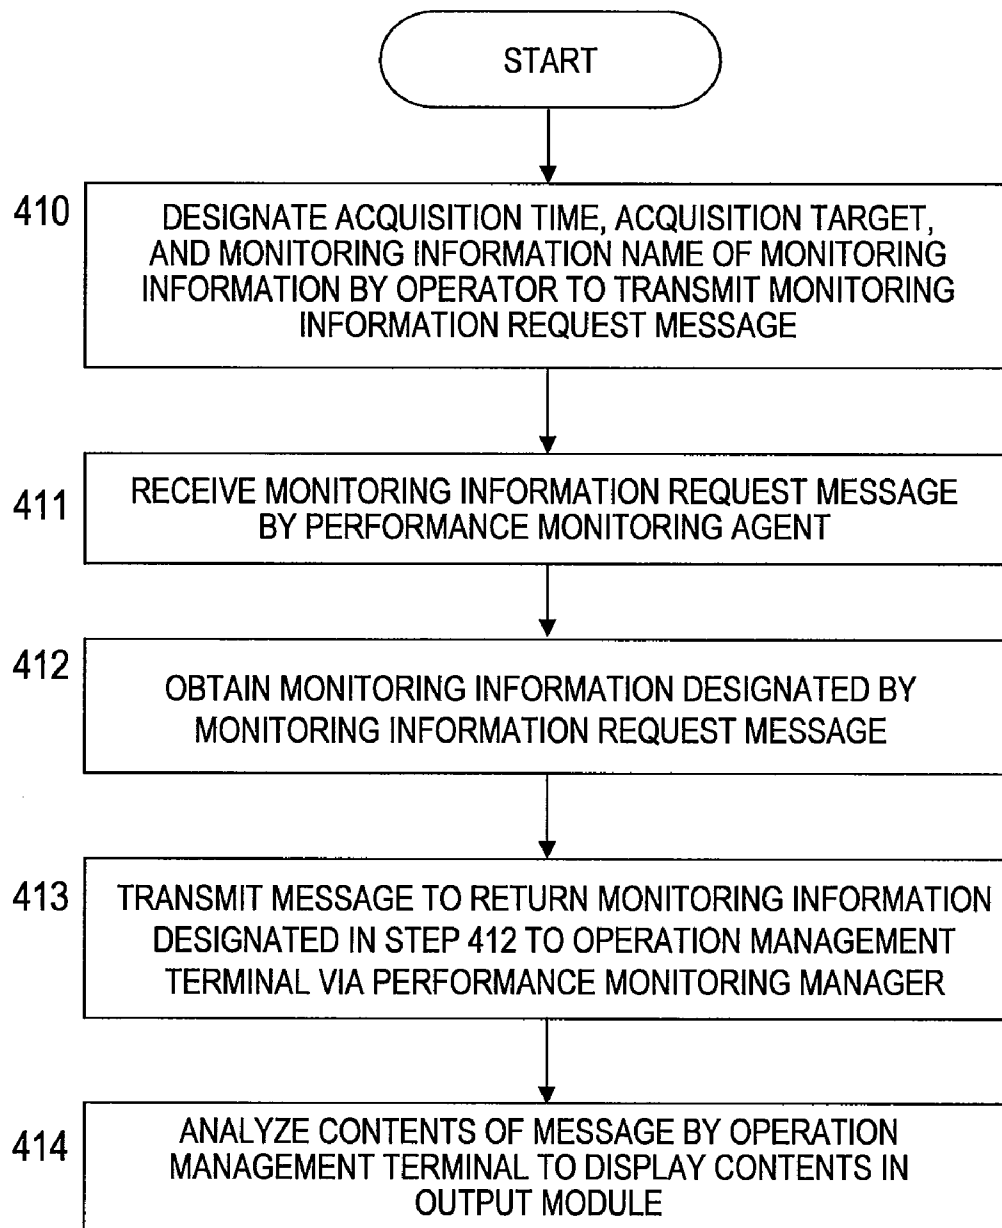 START
410
DESIGNATE ACQUISITION TIME, ACQUISITION TARGET,
AND MONITORING INFORMATION NAME OF MONITORING
INFORMATION BY OPERATOR TO TRANSMIT MONITORING
INFORMATION REQUEST MESSAGE
411
RECEIVE MONITORING INFORMATION REQUEST MESSAGE
BY PERFORMANCE MONITORING AGENT
412
OBTAIN MONITORING INFORMATION DESIGNATED BY
MONITORING INFORMATION REQUEST MESSAGE
413
TRANSMIT MESSAGE TO RETURN MONITORING INFORMATION
DESIGNATED IN STEP 412 TO OPERATION MANAGEMENT
TERMINAL VIA PERFORMANCE MONITORING MANAGER
414
ANALYZE CONTENTS OF MESSAGE BY OPERATION
MANAGEMENT TERMINAL TO DISPLAY CONTENTS IN
OUTPUT MODULE